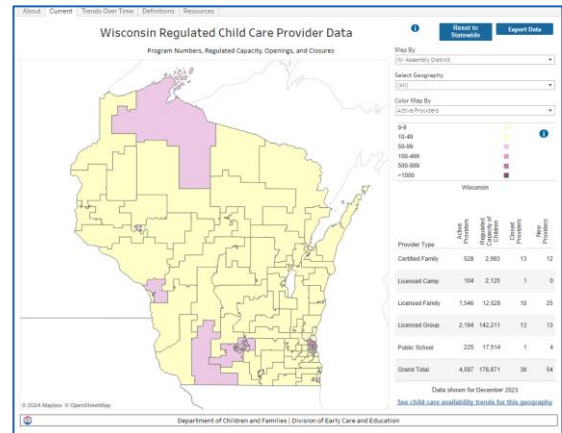 About Current Trends Over Time Definitions Resources
Wisconsin Regulated Child Care Provider Data
Program Numbers, Regulated Capacity, Openings, and Closures
Reset to Statewide
Export Data
Map By
WI Assembly District
Select Geography
(All)
Color Map By
Active Providers
0-9
10-49
50-99
100-499
500-999
>1000
Wisconsin
Provider Type Active Providers Regulated Capacity of Children Closed Providers New Providers
Certified Family 528 2,993 13 12
Licensed Camp 104 2,125 1 0
Licensed Family 1,546 12,028 10 25
Licensed Group 2,184 142,211 13 13
Public School 225 17,514 1 4
Grand Total 4,587 176,871 38 54
Data shown for December 2023
See child care availability trends for this geography
© 2024 Mapbox © OpenStreetMap
Department of Children and Families | Division of Early Care and Education